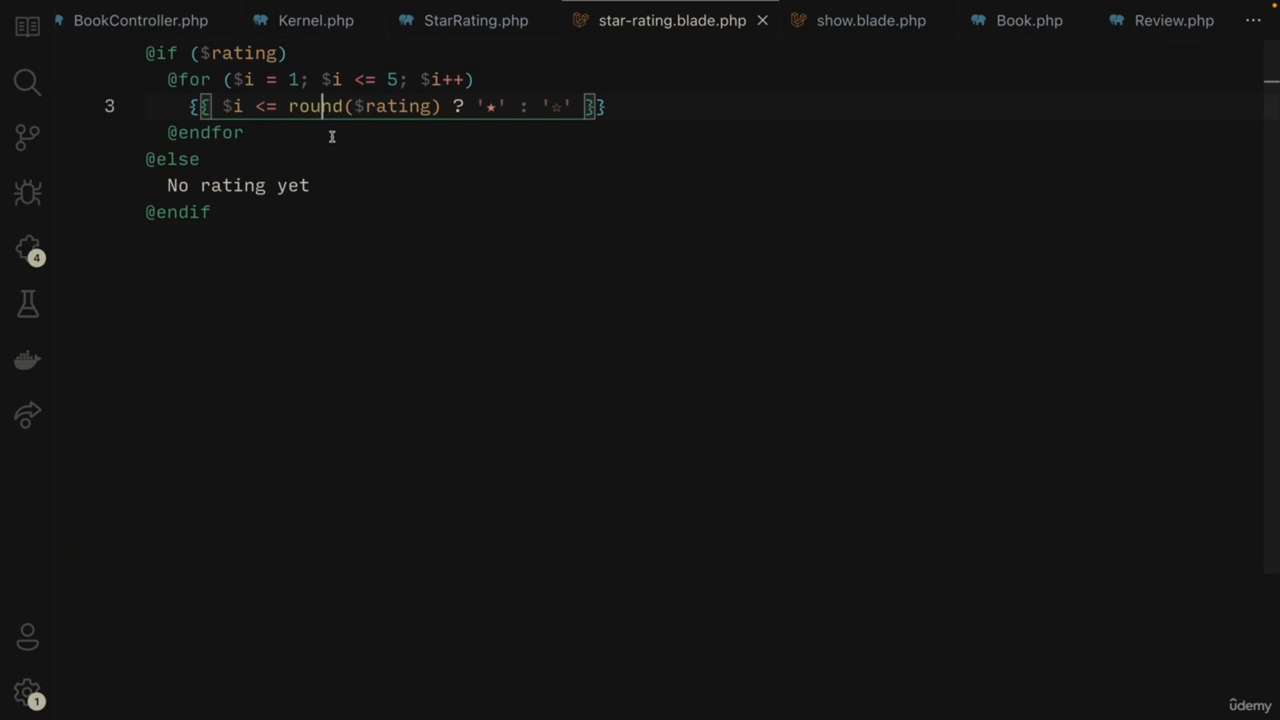 BookController.php Kernel.php StarRating.php star-rating.blade.php show.blade.php Book.php Review.php
@if ($rating)
@for ($i = 1; $i <= 5; $i++)
3 {{ $i <= round($rating) ? '★' : '☆' }}
@endfor
@else
No rating yet
@endif
4
1
ûdemy